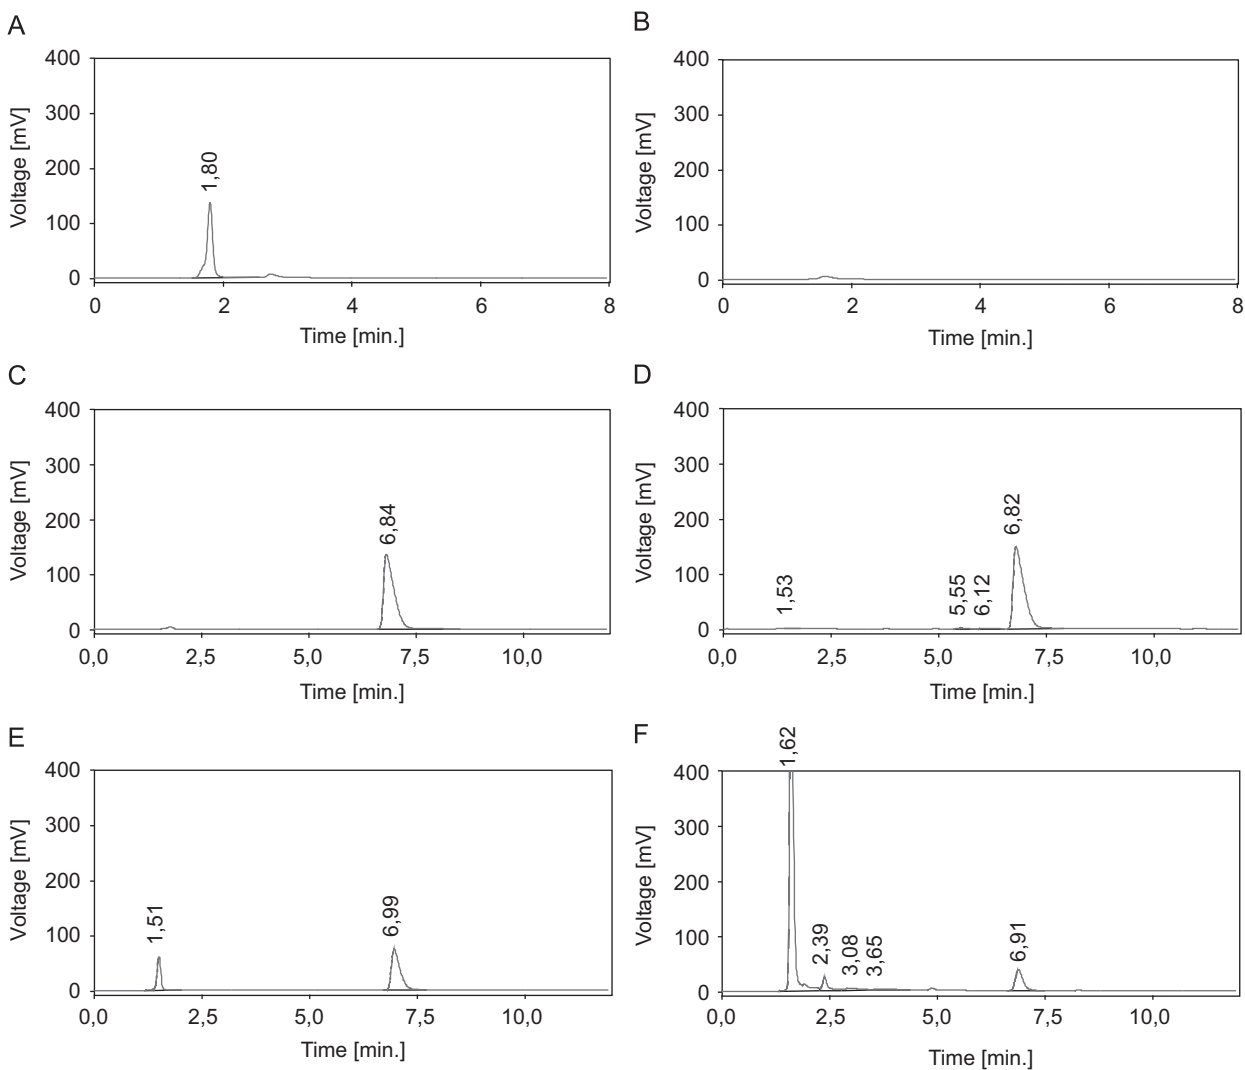 A
400
300
200
100
0
Voltage [mV]
1,80
0 2 4 6 8
Time [min.]
B
400
300
200
100
0
Voltage [mV]
0 2 4 6 8
Time [min.]
C
400
300
200
100
0
Voltage [mV]
6,84
0,0 2,5 5,0 7,5 10,0
Time [min.]
D
400
300
200
100
0
Voltage [mV]
1,53
5,55
6,12
6,82
0,0 2,5 5,0 7,5 10,0
Time [min.]
E
400
300
200
100
0
Voltage [mV]
1,51
6,99
0,0 2,5 5,0 7,5 10,0
Time [min.]
F
400
300
200
100
0
Voltage [mV]
1,62
2,39
3,08
3,65
6,91
0,0 2,5 5,0 7,5 10,0
Time [min.]